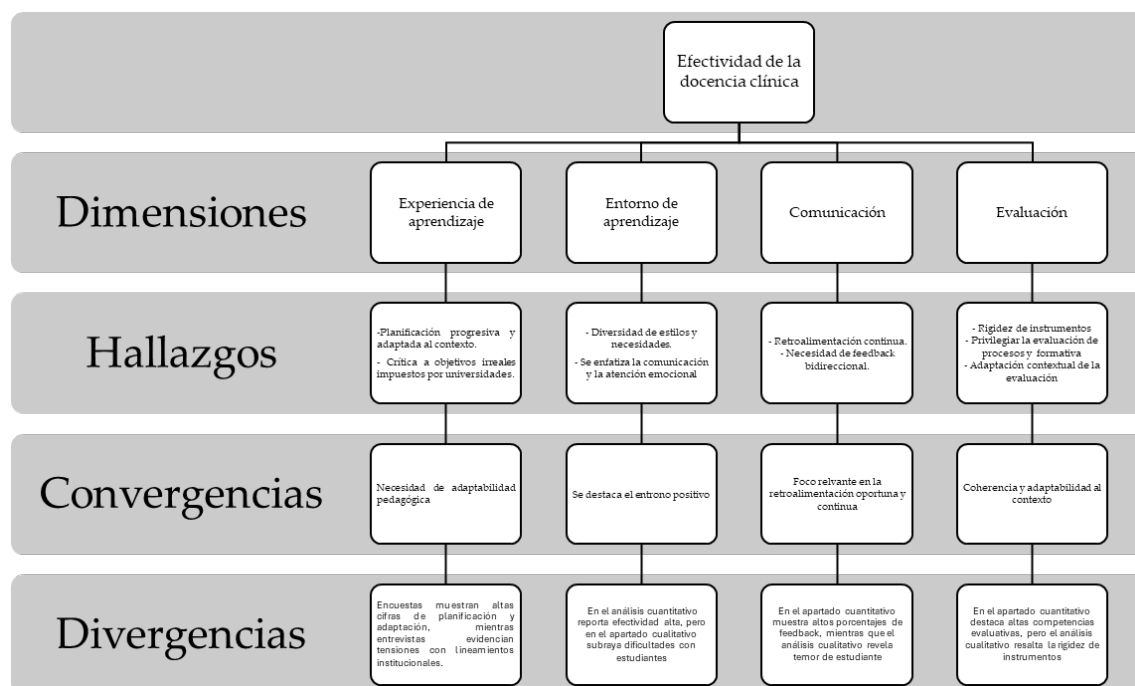 Efectividad de la
docencia clínica
Dimensiones
Experiencia de
aprendizaje
Entorno de
aprendizaje
Comunicación
Evaluación
Hallazgos
-Planificación progresiva y
adaptada al contexto.
- Crítica a objetivos irreales
impuestos por universidades.
- Diversidad de estilos y
necesidades.
- Se enfatiza la comunicación
y la atención emocional
- Retroalimentación continua.
- Necesidad de feedback
bidireccional.
- Rigidez de instrumentos
- Privilegiar la evaluación de
procesos y formativa
- Adaptación contextual de la
evaluación
Convergencias
Necesidad de adaptabilidad
pedagógica
Se destaca el entrono positivo
Foco relvante en la
retroalimentación oportuna y
continua
Coherencia y adaptabilidad al
contexto
Divergencias
Encuestas muestran altas
cifras de planificación y
adaptación, mientras
entrevistas evidencian
tensiones con lineamientos
institucionales.
En el análisis cuantitativo
reporta efectividad alta, pero
en el apartado cualitativo
subraya dificultades con
estudiantes
En el apartado cuantitativo
muestra altos porcentajes de
feedback, mientras que el
análisis cualitativo revela
temor de estudiante
En el apartado cuantitativo
destaca altas competencias
evaluativas, pero el análisis
cualitativo resalta la rigidez de
instrumentos